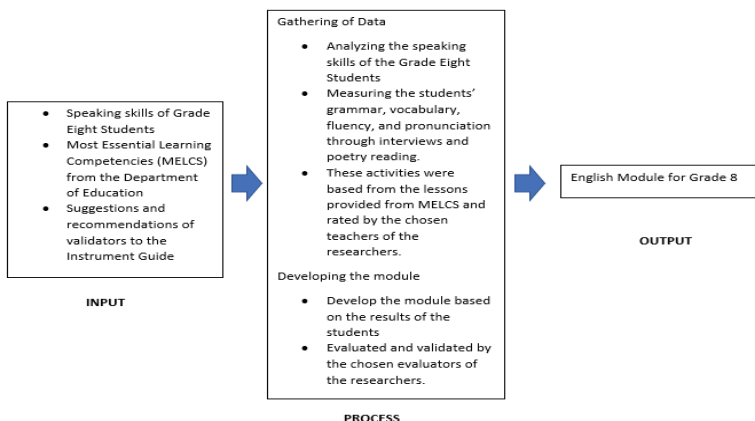 • Speaking skills of Grade
Eight Students
• Most Essential Learning
Competencies (MELCS)
from the Department
of Education
• Suggestions and
recommendations of
validators to the
Instrument Guide
INPUT
Gathering of Data
• Analyzing the speaking
skills of the Grade Eight
Students
• Measuring the students'
grammar, vocabulary,
fluency, and pronunciation
through interviews and
poetry reading.
• These activities were
based from the lessons
provided from MELCS and
rated by the chosen
teachers of the
researchers.
Developing the module
• Develop the module based
on the results of the
students
• Evaluated and validated by
the chosen evaluators of
the researchers.
PROCESS
English Module for Grade 8
OUTPUT